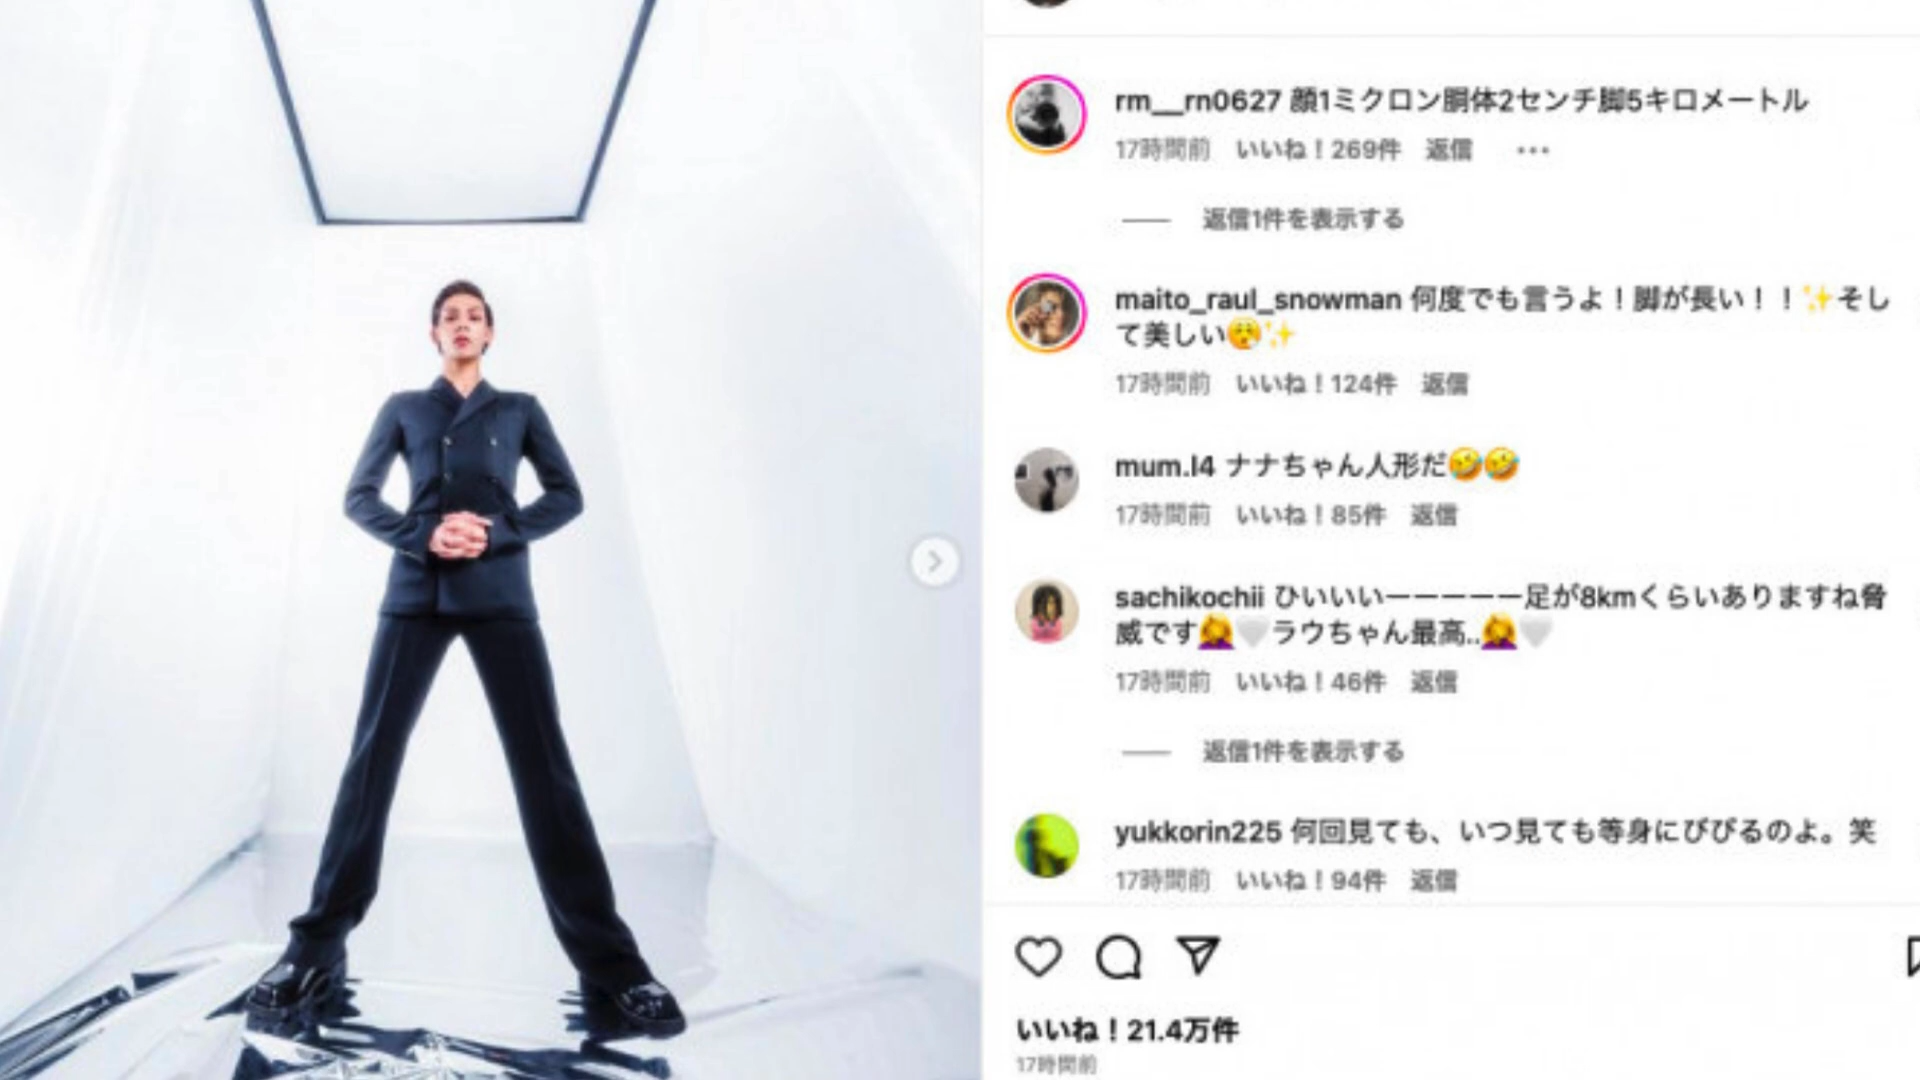 rm__rn0627 顔1ミクロン胴体2センチ脚5キロメートル
17時間前 いいね！269件 返信
返信1件を表示する
maito_raul_snowman 何度でも言うよ！脚が長い！！✨そし
て美しい😮‍💨✨
17時間前 いいね！124件 返信
mum.l4 ナナちゃん人形だ🤣🤣
17時間前 いいね！85件 返信
sachikochii ひいいいーーーーー足が8kmくらいありますね脅
威です🤦‍♀️🤍ラウちゃん最高..🤦‍♀️🤍
17時間前 いいね！46件 返信
返信1件を表示する
yukkorin225 何回見ても、いつ見ても等身にびびるのよ。笑
17時間前 いいね！94件 返信
いいね！21.4万件
17時間前